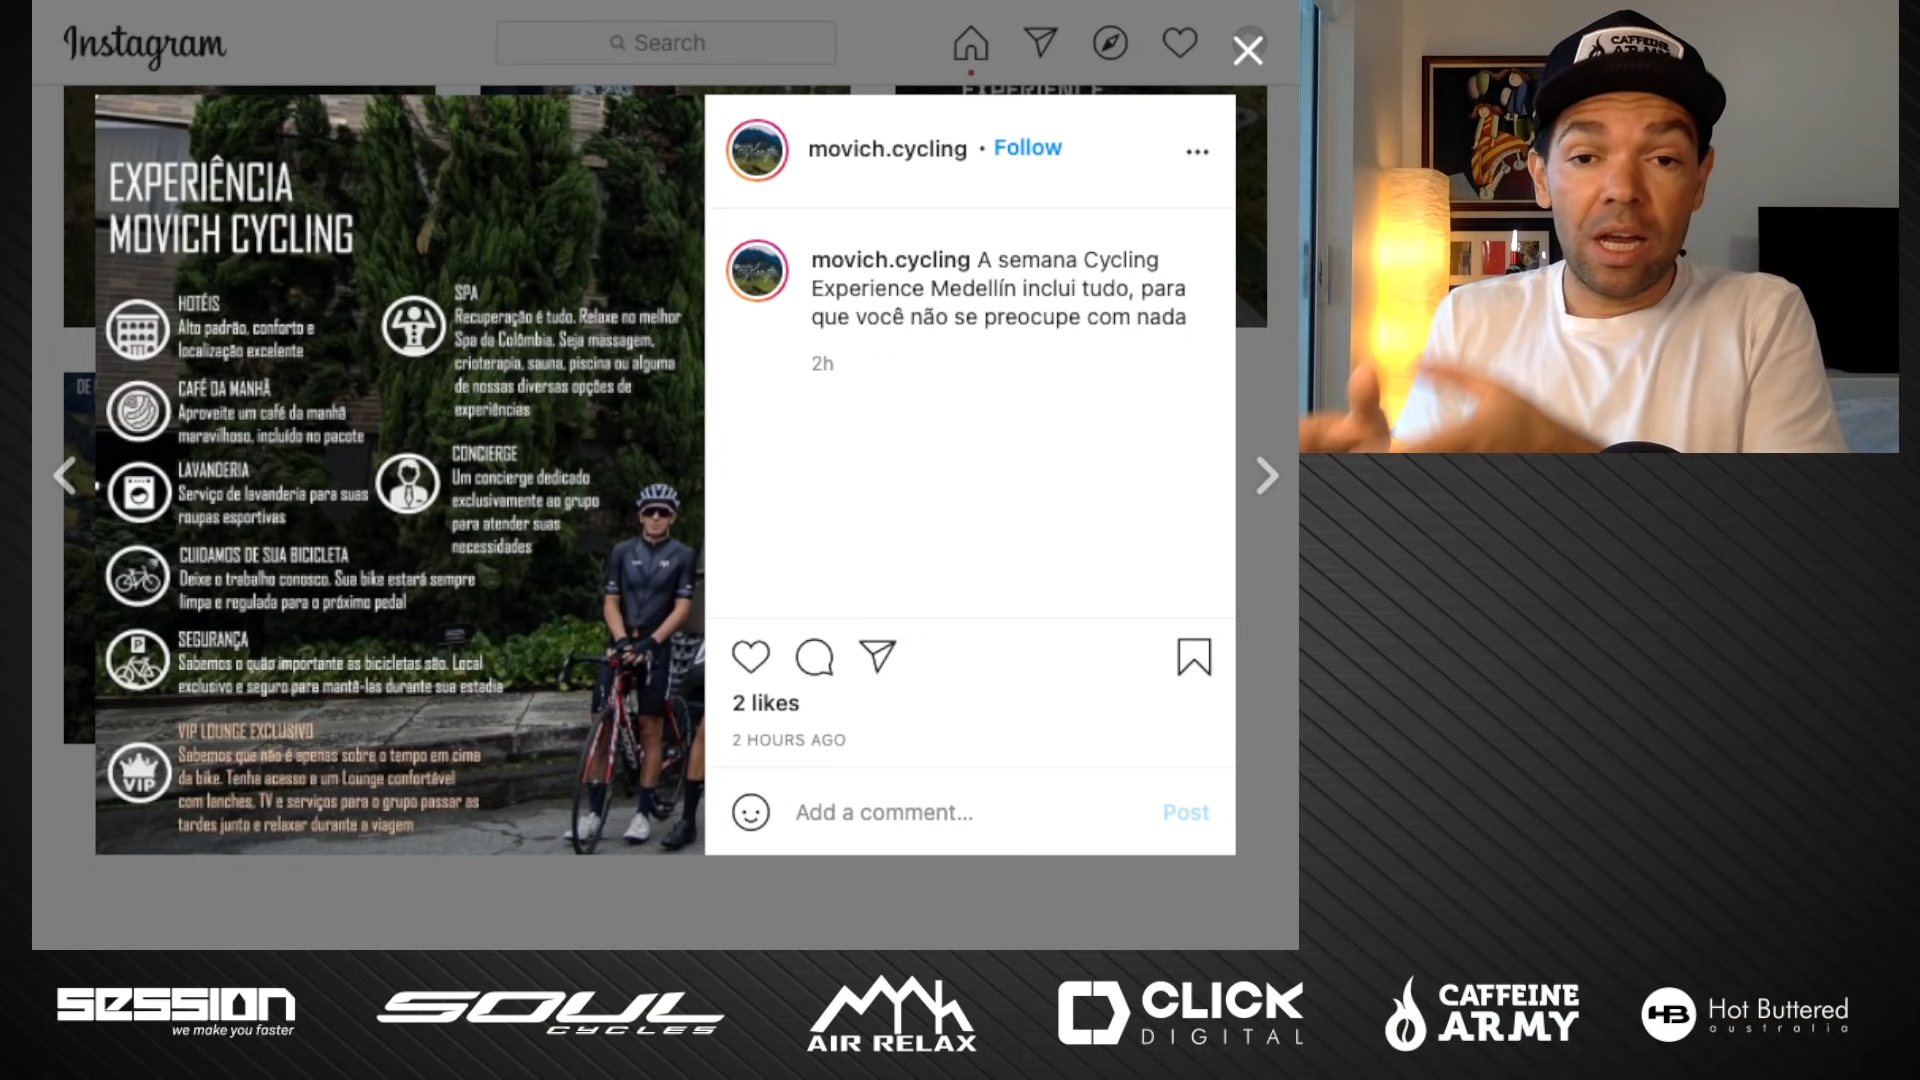 Instagram
Search
EXPERIENCE
CAFFEINE
ARMY
EXPERIÊNCIA
MOVICH CYCLING
HOTÉIS
Alto padrão, conforto e
localização excelente
CAFÉ DA MANHÃ
Aproveite um café da manhã
maravilhoso, incluído no pacote
LAVANDERIA
Serviço de lavanderia para suas
roupas esportivas
CUIDAMOS DE SUA BICICLETA
Deixe o trabalho conosco. Sua bike estará sempre
limpa e regulada para o próximo pedal
P
SEGURANÇA
Sabemos o quão importante as bicicletas são. Local
exclusivo e seguro para mantê-las durante sua estadia
VIP
VIP LOUNGE EXCLUSIVO
Sabemos que não é apenas sobre o tempo em cima
da bike. Tenha acesso a um Lounge confortável
com lanches, TV e serviços para o grupo passar as
tardes junto e relaxar durante a viagem
SPA
Recuperação é tudo. Relaxe no melhor
Spa da Colômbia. Seja massagem,
crioterapia, sauna, piscina ou alguma
de nossas diversas opções de
experiências
CONCIERGE
Um concierge dedicado
exclusivamente ao grupo
para atender suas
necessidades
DE
movich.cycling • Follow
movich.cycling A semana Cycling
Experience Medellín inclui tudo, para
que você não se preocupe com nada
2h
2 likes
2 HOURS AGO
Add a comment...
Post
SESSION
we make you faster
SOUL
CYCLES
AIR RELAX
CLICK
DIGITAL
CAFFEINE
ARMY
HB
Hot Buttered
australia